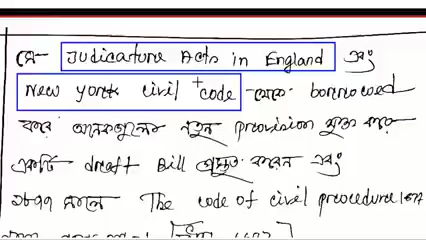 সে- Judicature Acts in England এবং
New York civil code থেকে borrowed
করে অনেকগুলো নতুন provision যুক্ত করে
একটি draft Bill প্রস্তুত করেন এবং
১৮৭৭ সালে The code of civil procedure 1877